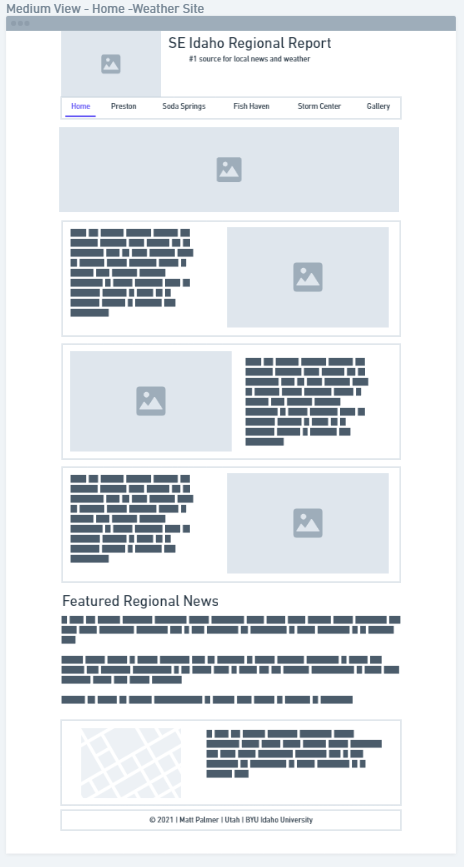 Medium View - Home -Weather Site
SE Idaho Regional Report
#1 source for local news and weather
Home Preston Soda Springs Fish Haven Storm Center Gallery
Featured Regional News
© 2021 | Matt Palmer | Utah | BYU Idaho University